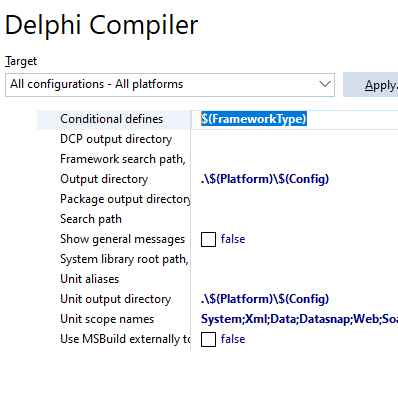 Delphi Compiler
Target
All configurations - All platforms
Apply.
Conditional defines $(FrameworkType)
DCP output directory
Framework search path,
Output directory .\$(Platform)\$(Config)
Package output directory
Search path
Show general messages false
System library root path,
Unit aliases
Unit output directory .\$(Platform)\$(Config)
Unit scope names System;Xml;Data;Datasnap;Web;Soa
Use MSBuild externally to false